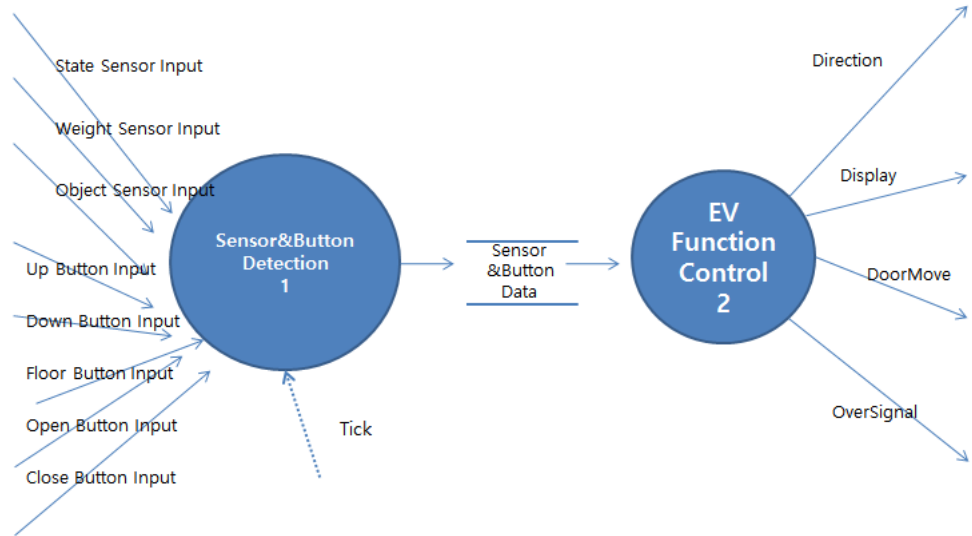 State Sensor Input
Weight Sensor Input
Object Sensor Input
Up Button Input
Down Button Input
Floor Button Input
Open Button Input
Close Button Input
Sensor&Button
Detection
1
Tick
Sensor
&Button
Data
EV
Function
Control
2
Direction
Display
DoorMove
OverSignal